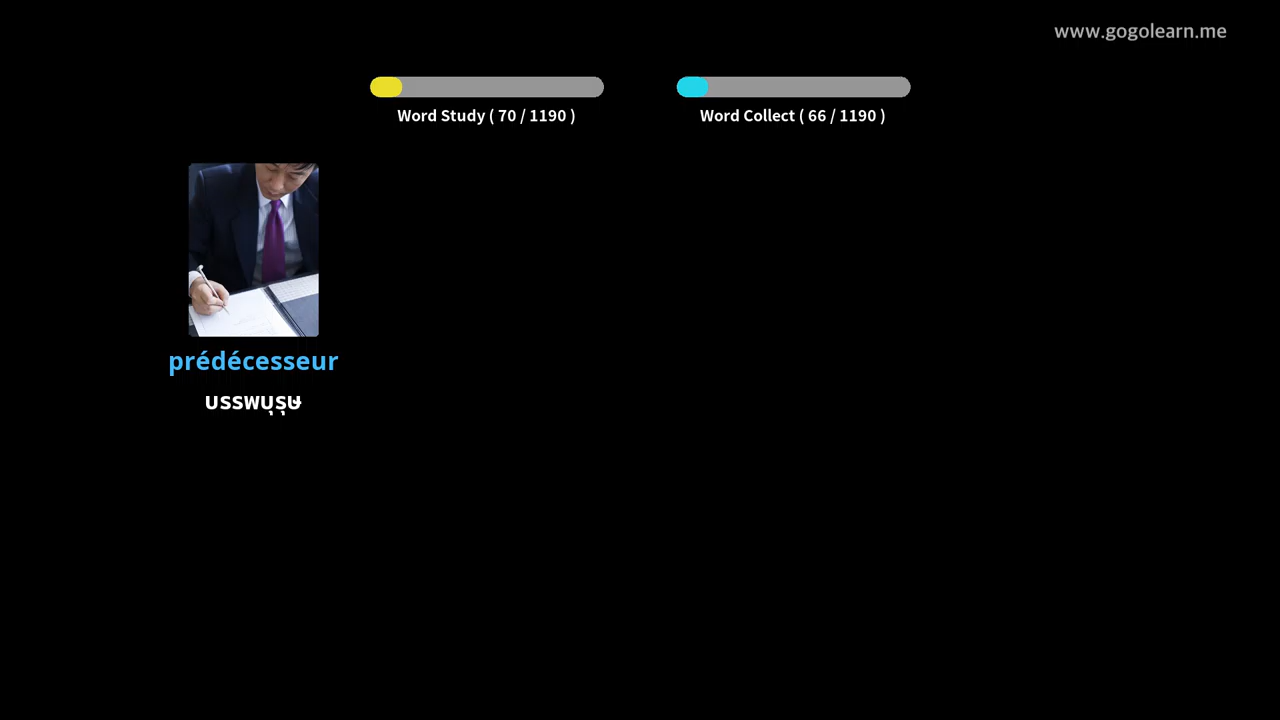 www.gogolearn.me
Word Study ( 70 / 1190 )
Word Collect ( 66 / 1190 )
prédécesseur
บรรพบุรุษ